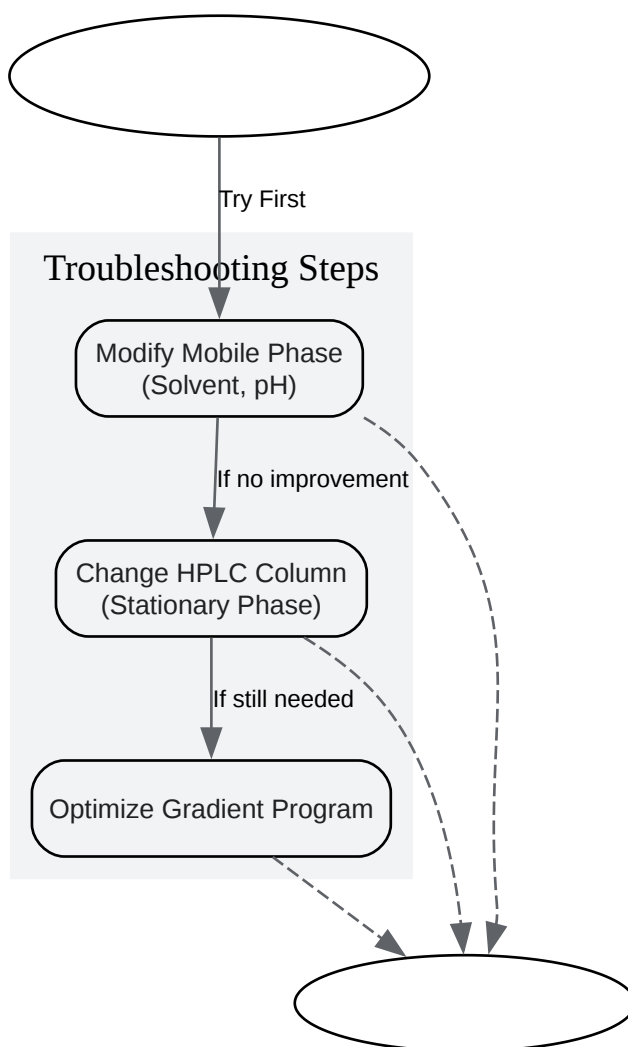 Try First
Troubleshooting Steps
Modify Mobile Phase
(Solvent, pH)
If no improvement
Change HPLC Column
(Stationary Phase)
If still needed
Optimize Gradient Program